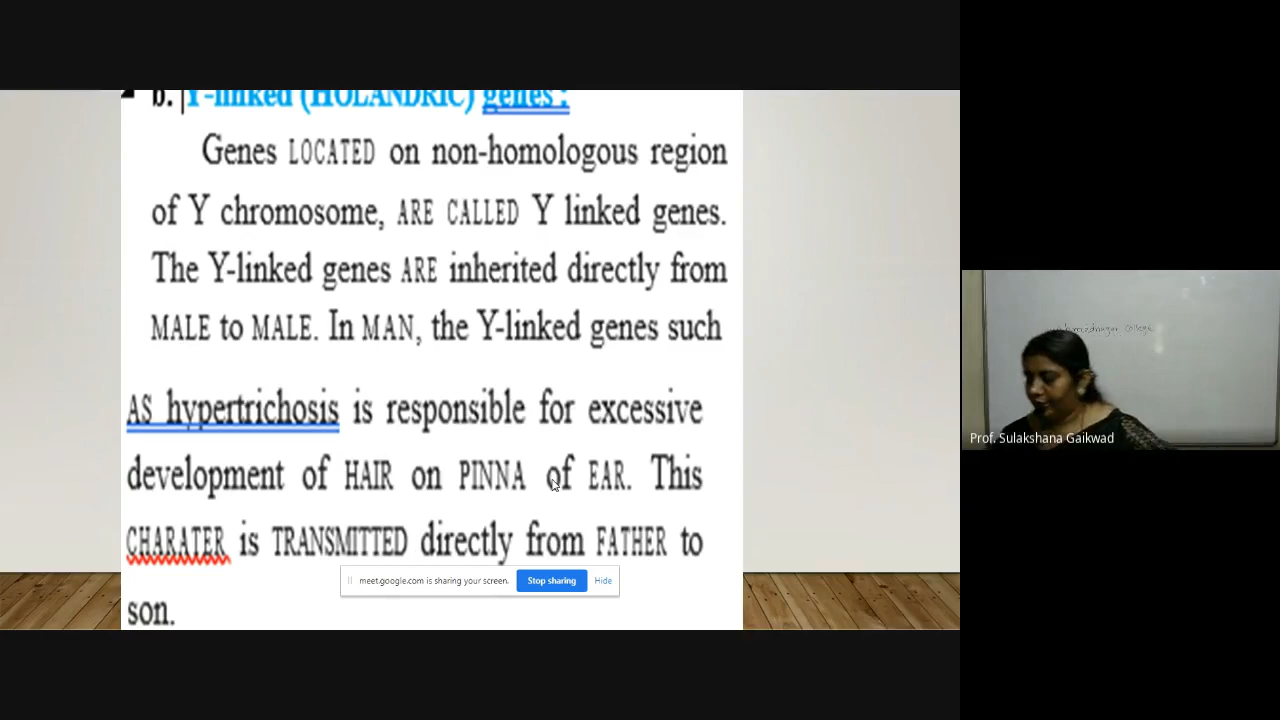 b. Y-linked (HOLANDRIC) genes :
Genes LOCATED on non-homologous region
of Y chromosome, ARE CALLED Y linked genes.
The Y-linked genes ARE inherited directly from
MALE to MALE. In MAN, the Y-linked genes such
AS hypertrichosis is responsible for excessive
development of HAIR on PINNA of EAR. This
CHARATER is TRANSMITTED directly from FATHER to
son.
meet.google.com is sharing your screen. Stop sharing Hide
College
Prof. Sulakshana Gaikwad